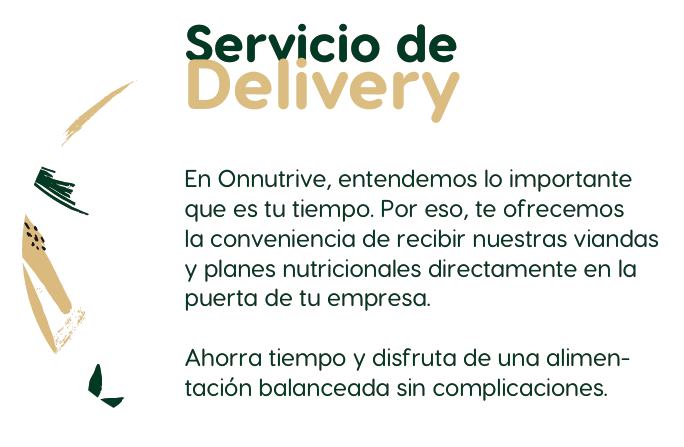 Servicio de
Delivery
En Onnutrive, entendemos lo importante
que es tu tiempo. Por eso, te ofrecemos
la conveniencia de recibir nuestras viandas
y planes nutricionales directamente en la
puerta de tu empresa.
Ahorra tiempo y disfruta de una alimen-
tación balanceada sin complicaciones.